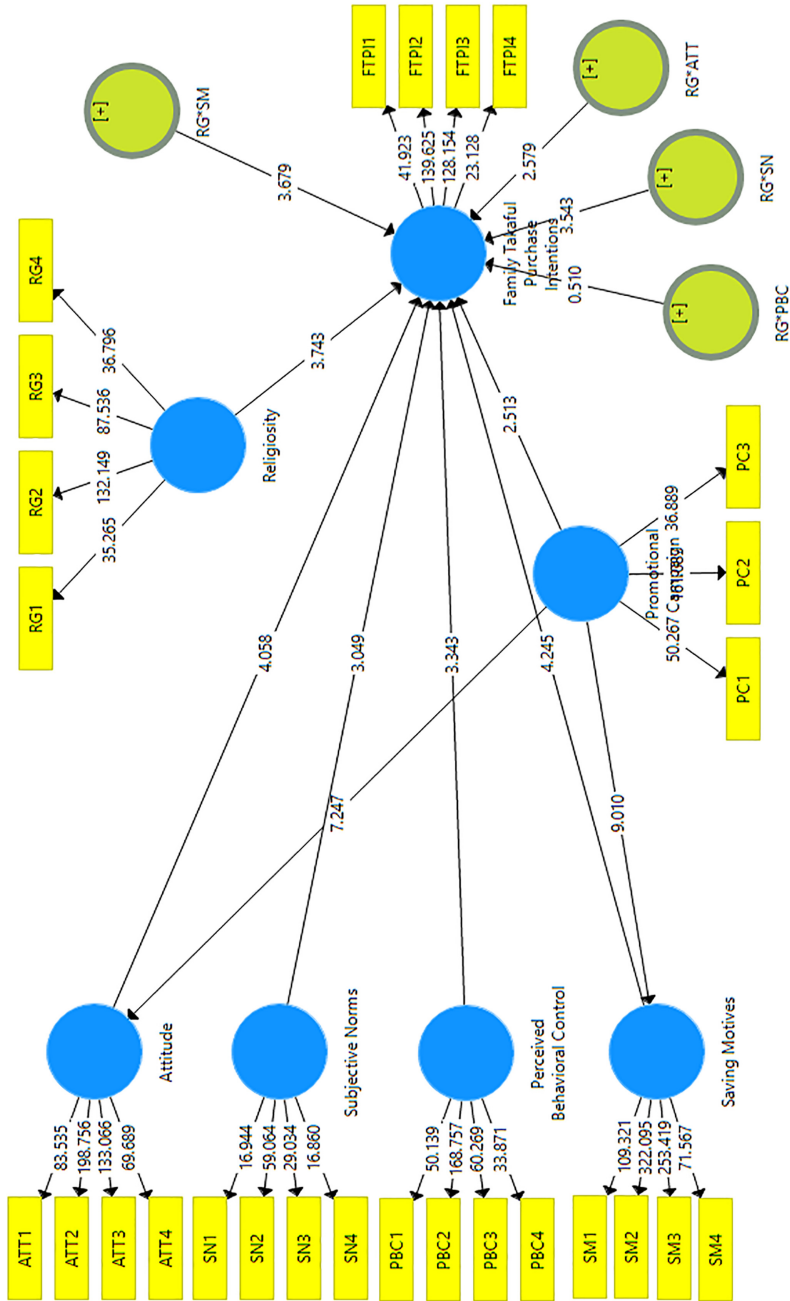 ATT1
ATT2
ATT3
ATT4
83.535
198.756
133.066
69.689
Attitude
SN1
SN2
SN3
SN4
16.944
59.064
29.034
16.860
Subjective Norms
PBC1
PBC2
PBC3
PBC4
50.139
168.757
60.269
33.871
Perceived
Behavioral Control
SM1
SM2
SM3
SM4
109.321
322.095
253.419
71.567
Saving Motives
RG1
RG2
RG3
RG4
35.265
132.149
87.536
36.796
Religiosity
4.058
3.049
3.343
4.245
7.247
9.010
3.743
2.513
PC1
PC2
PC3
50.267
36.889
Promotional
Campaign
[+]
RG*SM
3.679
FTPI1
FTPI2
FTPI3
FTPI4
41.923
139.625
128.154
23.128
Family Takaful
Purchase
Intentions
2.579
3.543
0.510
[+]
RG*ATT
[+]
RG*SN
[+]
RG*PBC